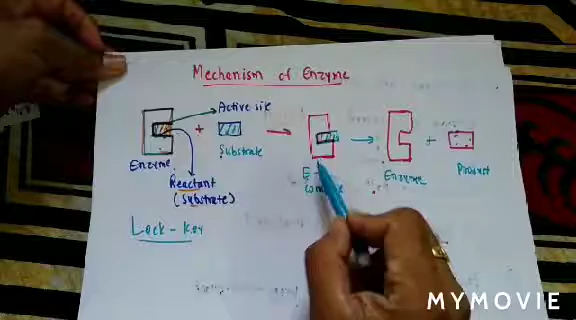 Mechanism of Enzyme
Active site
+ → → +
Enzyme Substrate Enzyme Product
Reactant
(Substrate)
Lock - Key
MYMOVIE